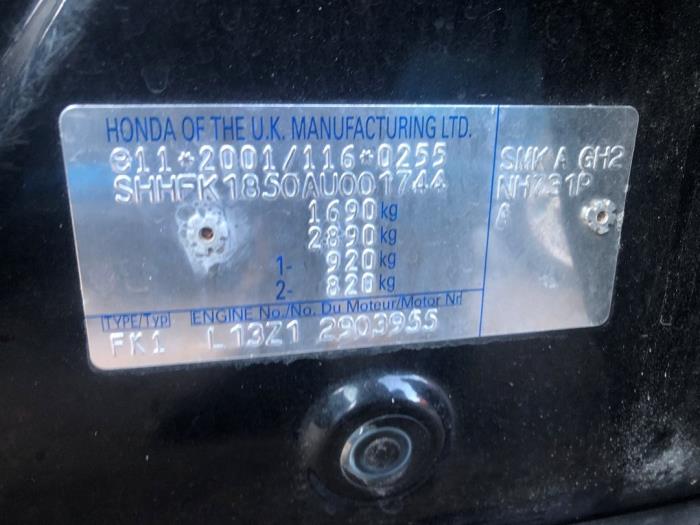 HONDA OF THE U.K. MANUFACTURING LTD.
e11*2001/116*0255
SHHFK1850AU001744
1690 kg
2890 kg
1- 920 kg
2- 820 kg
TYPE/Typ ENGINE No./No. Du Moteur/Motor Nr
FK1 L13Z1 2903955
SMK A GH2
NH731P
A